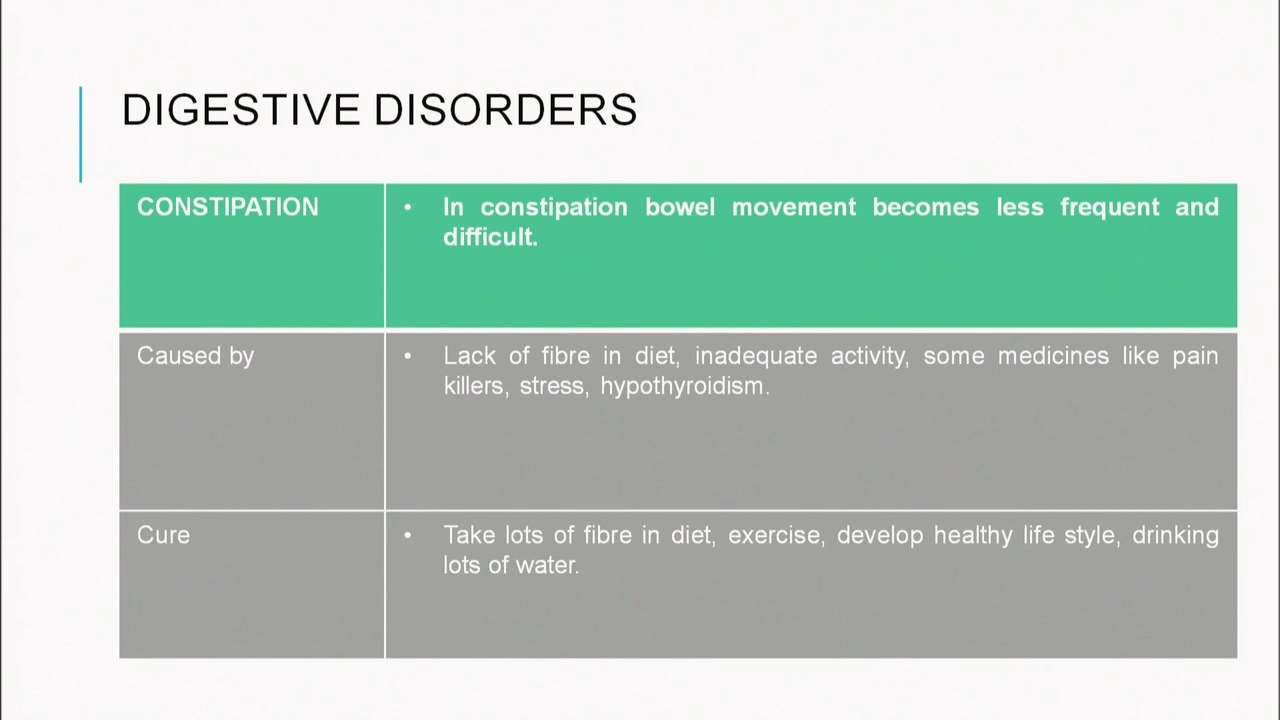 DIGESTIVE DISORDERS
CONSTIPATION
• In constipation bowel movement becomes less frequent and
difficult.
Caused by
• Lack of fibre in diet, inadequate activity, some medicines like pain
killers, stress, hypothyroidism.
Cure
• Take lots of fibre in diet, exercise, develop healthy life style, drinking
lots of water.